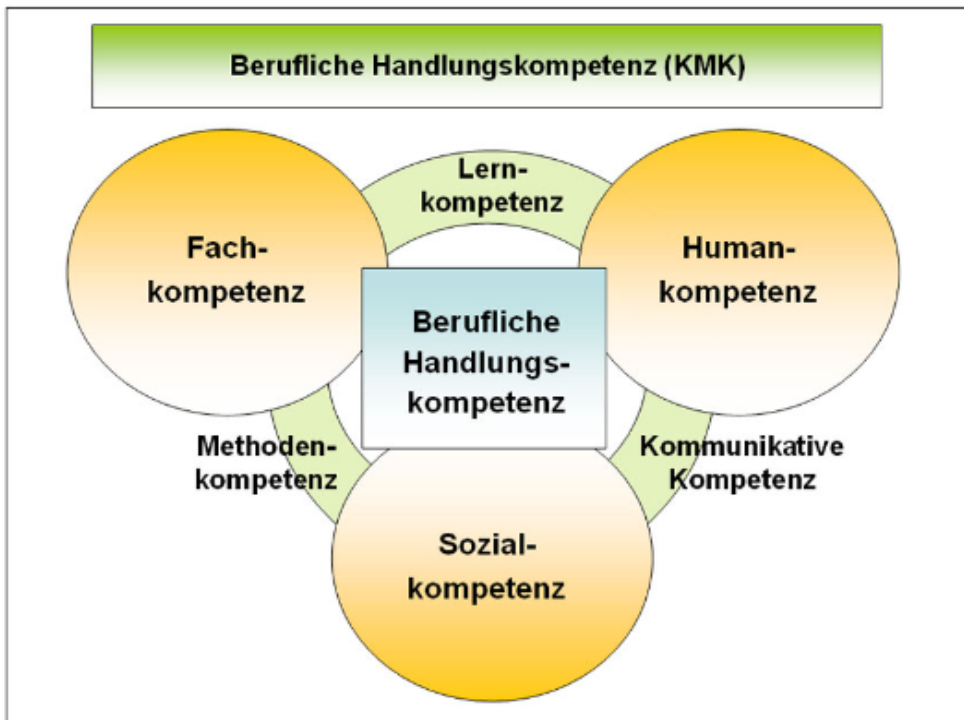 Berufliche Handlungskompetenz (KMK)
Lern-
kompetenz
Fach-
kompetenz
Human-
kompetenz
Berufliche
Handlungs-
kompetenz
Methoden-
kompetenz
Kommunikative
Kompetenz
Sozial-
kompetenz